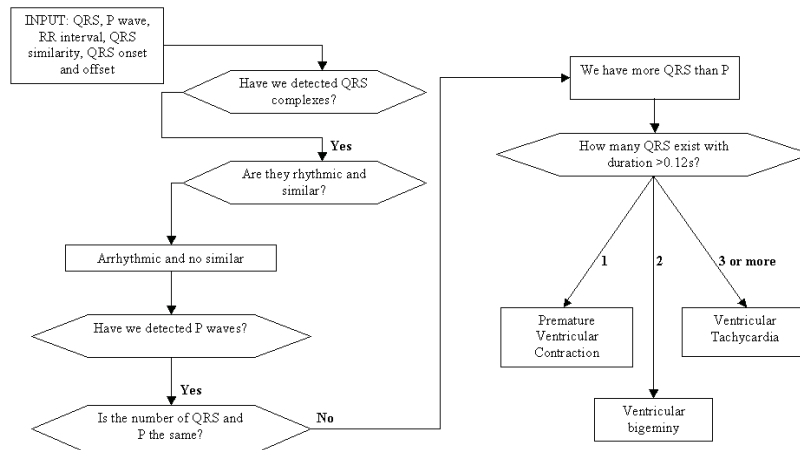 INPUT: QRS, P wave,
RR interval, QRS
similarity, QRS onset
and offset
Have we detected QRS
complexes?
Yes
Are they rhythmic and
similar?
Arrhythmic and no similar
Have we detected P waves?
Yes
Is the number of QRS and
P the same?
No
We have more QRS than P
How many QRS exist with
duration >0.12s?
1
2
3 or more
Premature
Ventricular
Contraction
Ventricular
Tachycardia
Ventricular
bigeminy